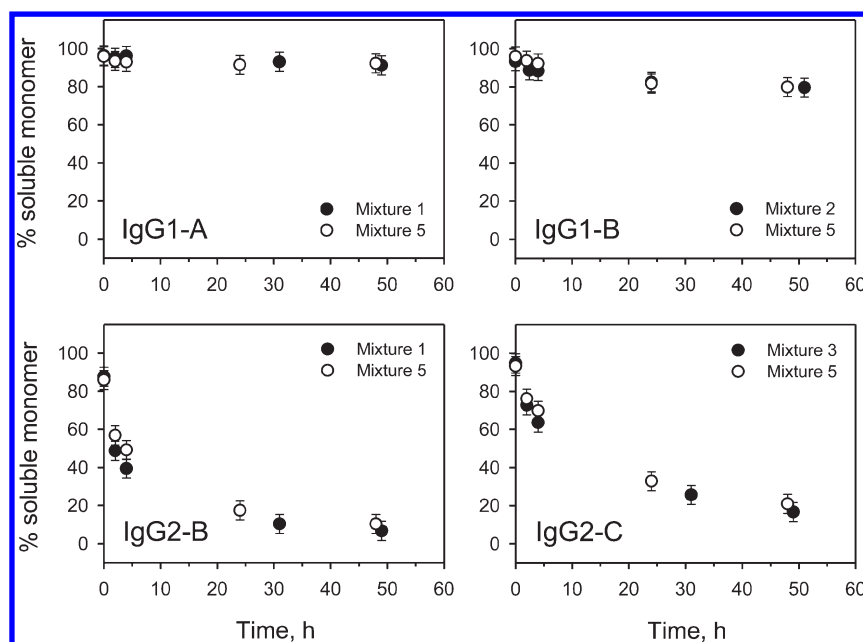 % soluble monomer
100
80
60
40
20
0
IgG1-A
Mixture 1
Mixture 5
0 10 20 30 40 50 60
100
80
60
40
20
0
IgG1-B
Mixture 2
Mixture 5
0 10 20 30 40 50 60
% soluble monomer
100
80
60
40
20
0
IgG2-B
Mixture 1
Mixture 5
0 10 20 30 40 50 60
Time, h
100
80
60
40
20
0
IgG2-C
Mixture 3
Mixture 5
0 10 20 30 40 50 60
Time, h